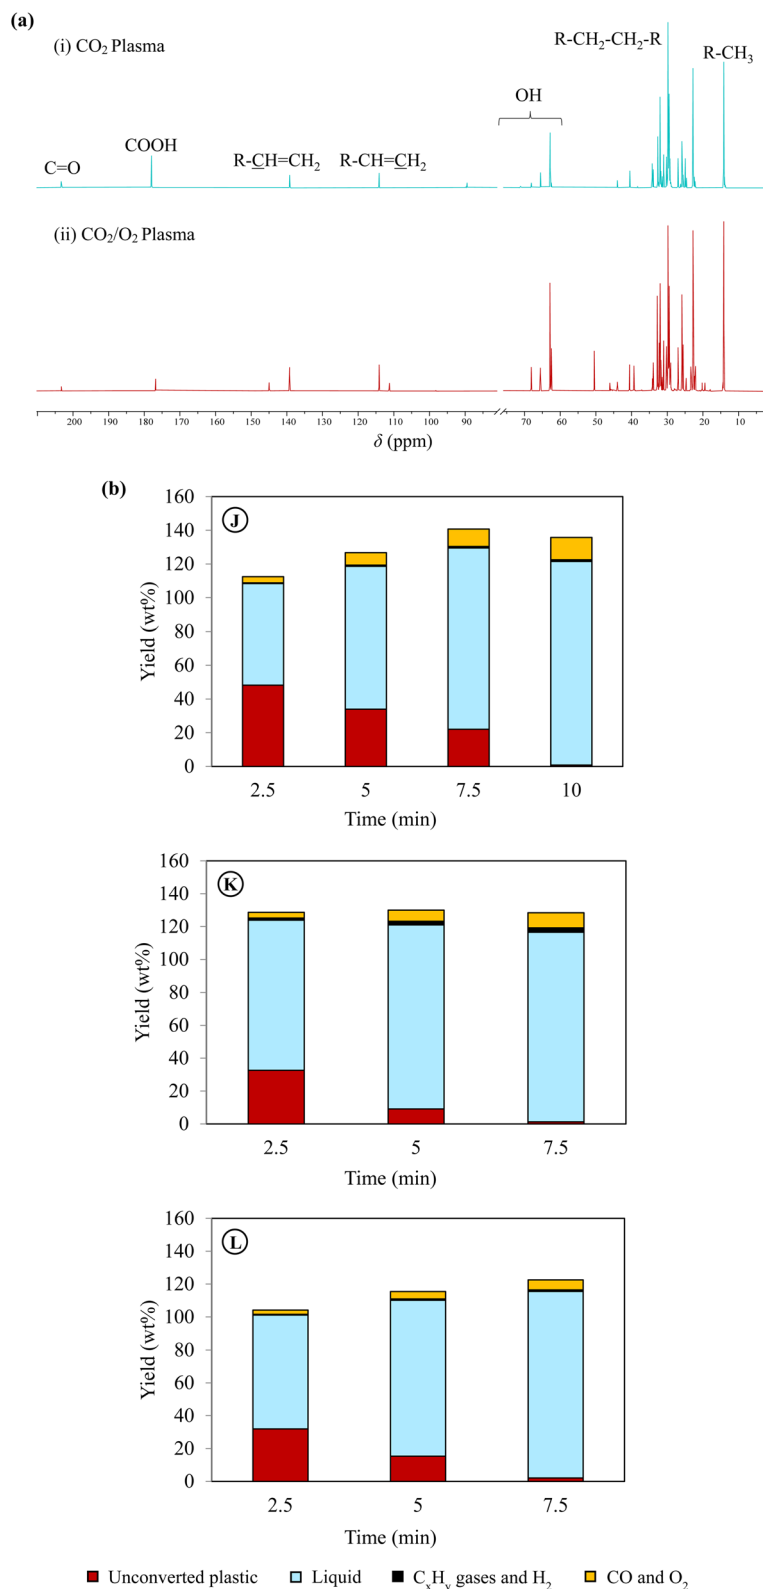 (a)
(i) CO₂ Plasma
R-CH₂-CH₂-R
R-CH₃
OH
COOH
C=O
R-CH=CH₂
R-CH=CH₂
(ii) CO₂/O₂ Plasma
200 190 180 170 160 150 140 130 120 110 100 90 70 60 50 40 30 20 10
δ (ppm)
(b)
J
160
140
120
100
80
60
40
20
0
Yield (wt%)
2.5 5 7.5 10
Time (min)
K
160
140
120
100
80
60
40
20
0
Yield (wt%)
2.5 5 7.5
Time (min)
L
160
140
120
100
80
60
40
20
0
Yield (wt%)
2.5 5 7.5
Time (min)
Unconverted plastic Liquid CₓHᵧ gases and H₂ CO and O₂